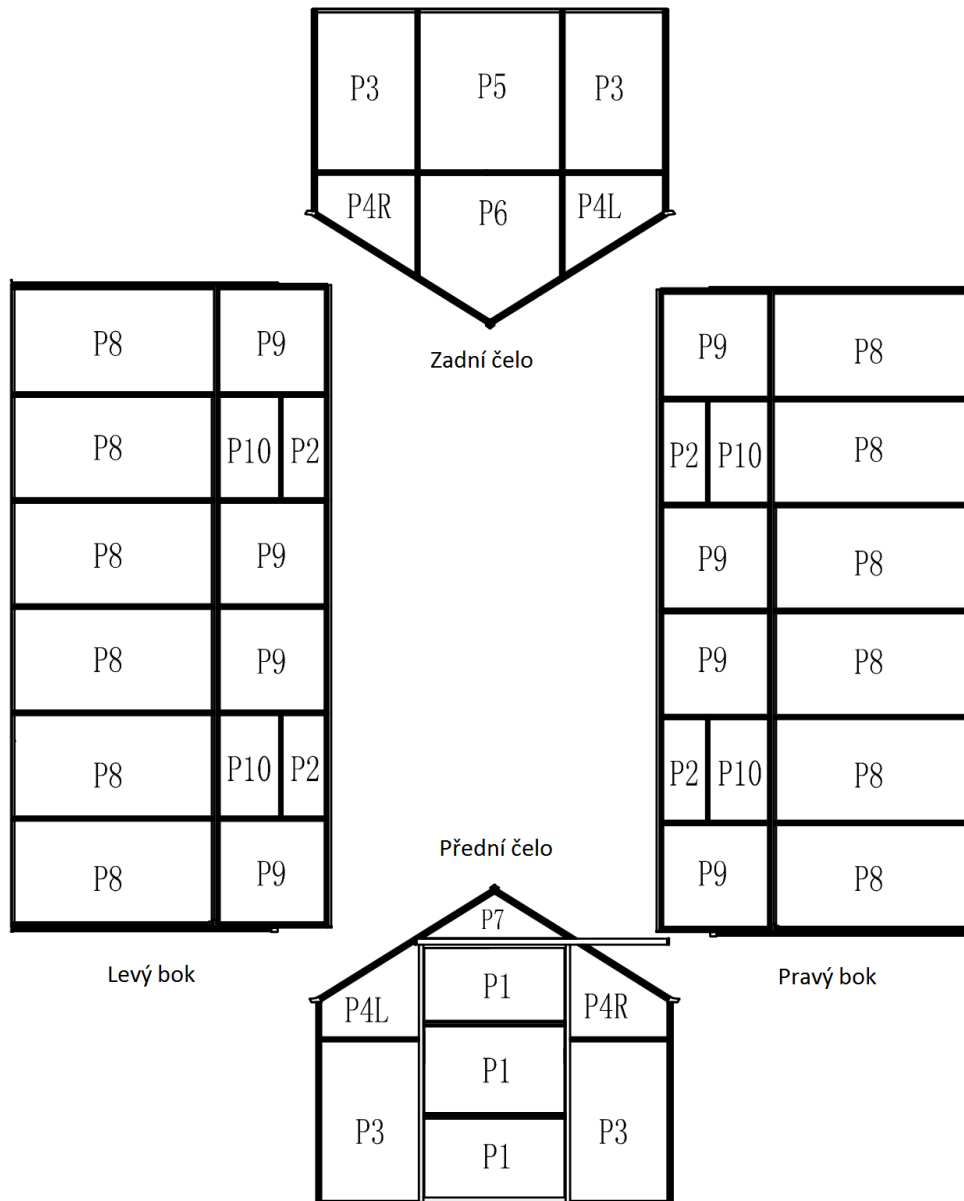 P3 P5 P3
P4R P6 P4L
Zadní čelo
P8 P9
P8 P10 P2
P8 P9
P8 P9
P8 P10 P2
P8 P9
Levý bok
P9 P8
P2 P10 P8
P9 P8
P9 P8
P2 P10 P8
P9 P8
Pravý bok
Přední čelo
P7
P1
P4L P4R
P1
P3 P3
P1